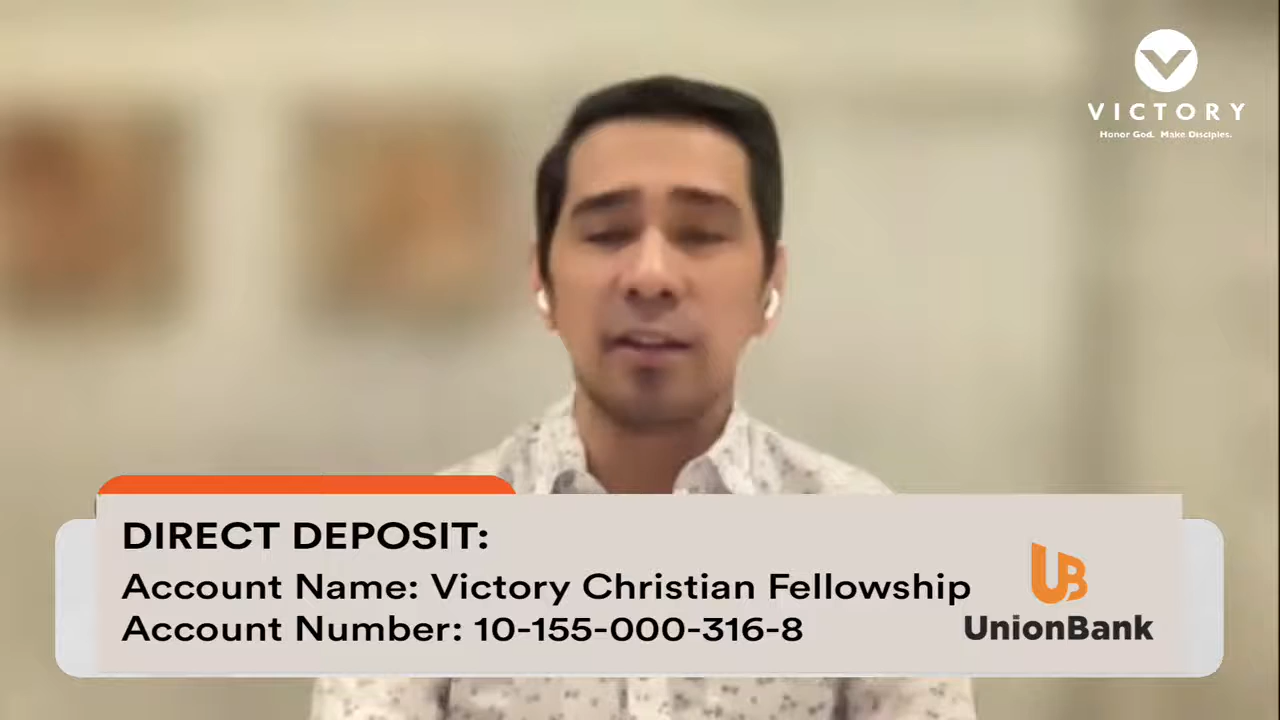 VICTORY
Honor God. Make Disciples.
DIRECT DEPOSIT:
Account Name: Victory Christian Fellowship
Account Number: 10-155-000-316-8
UB
UnionBank